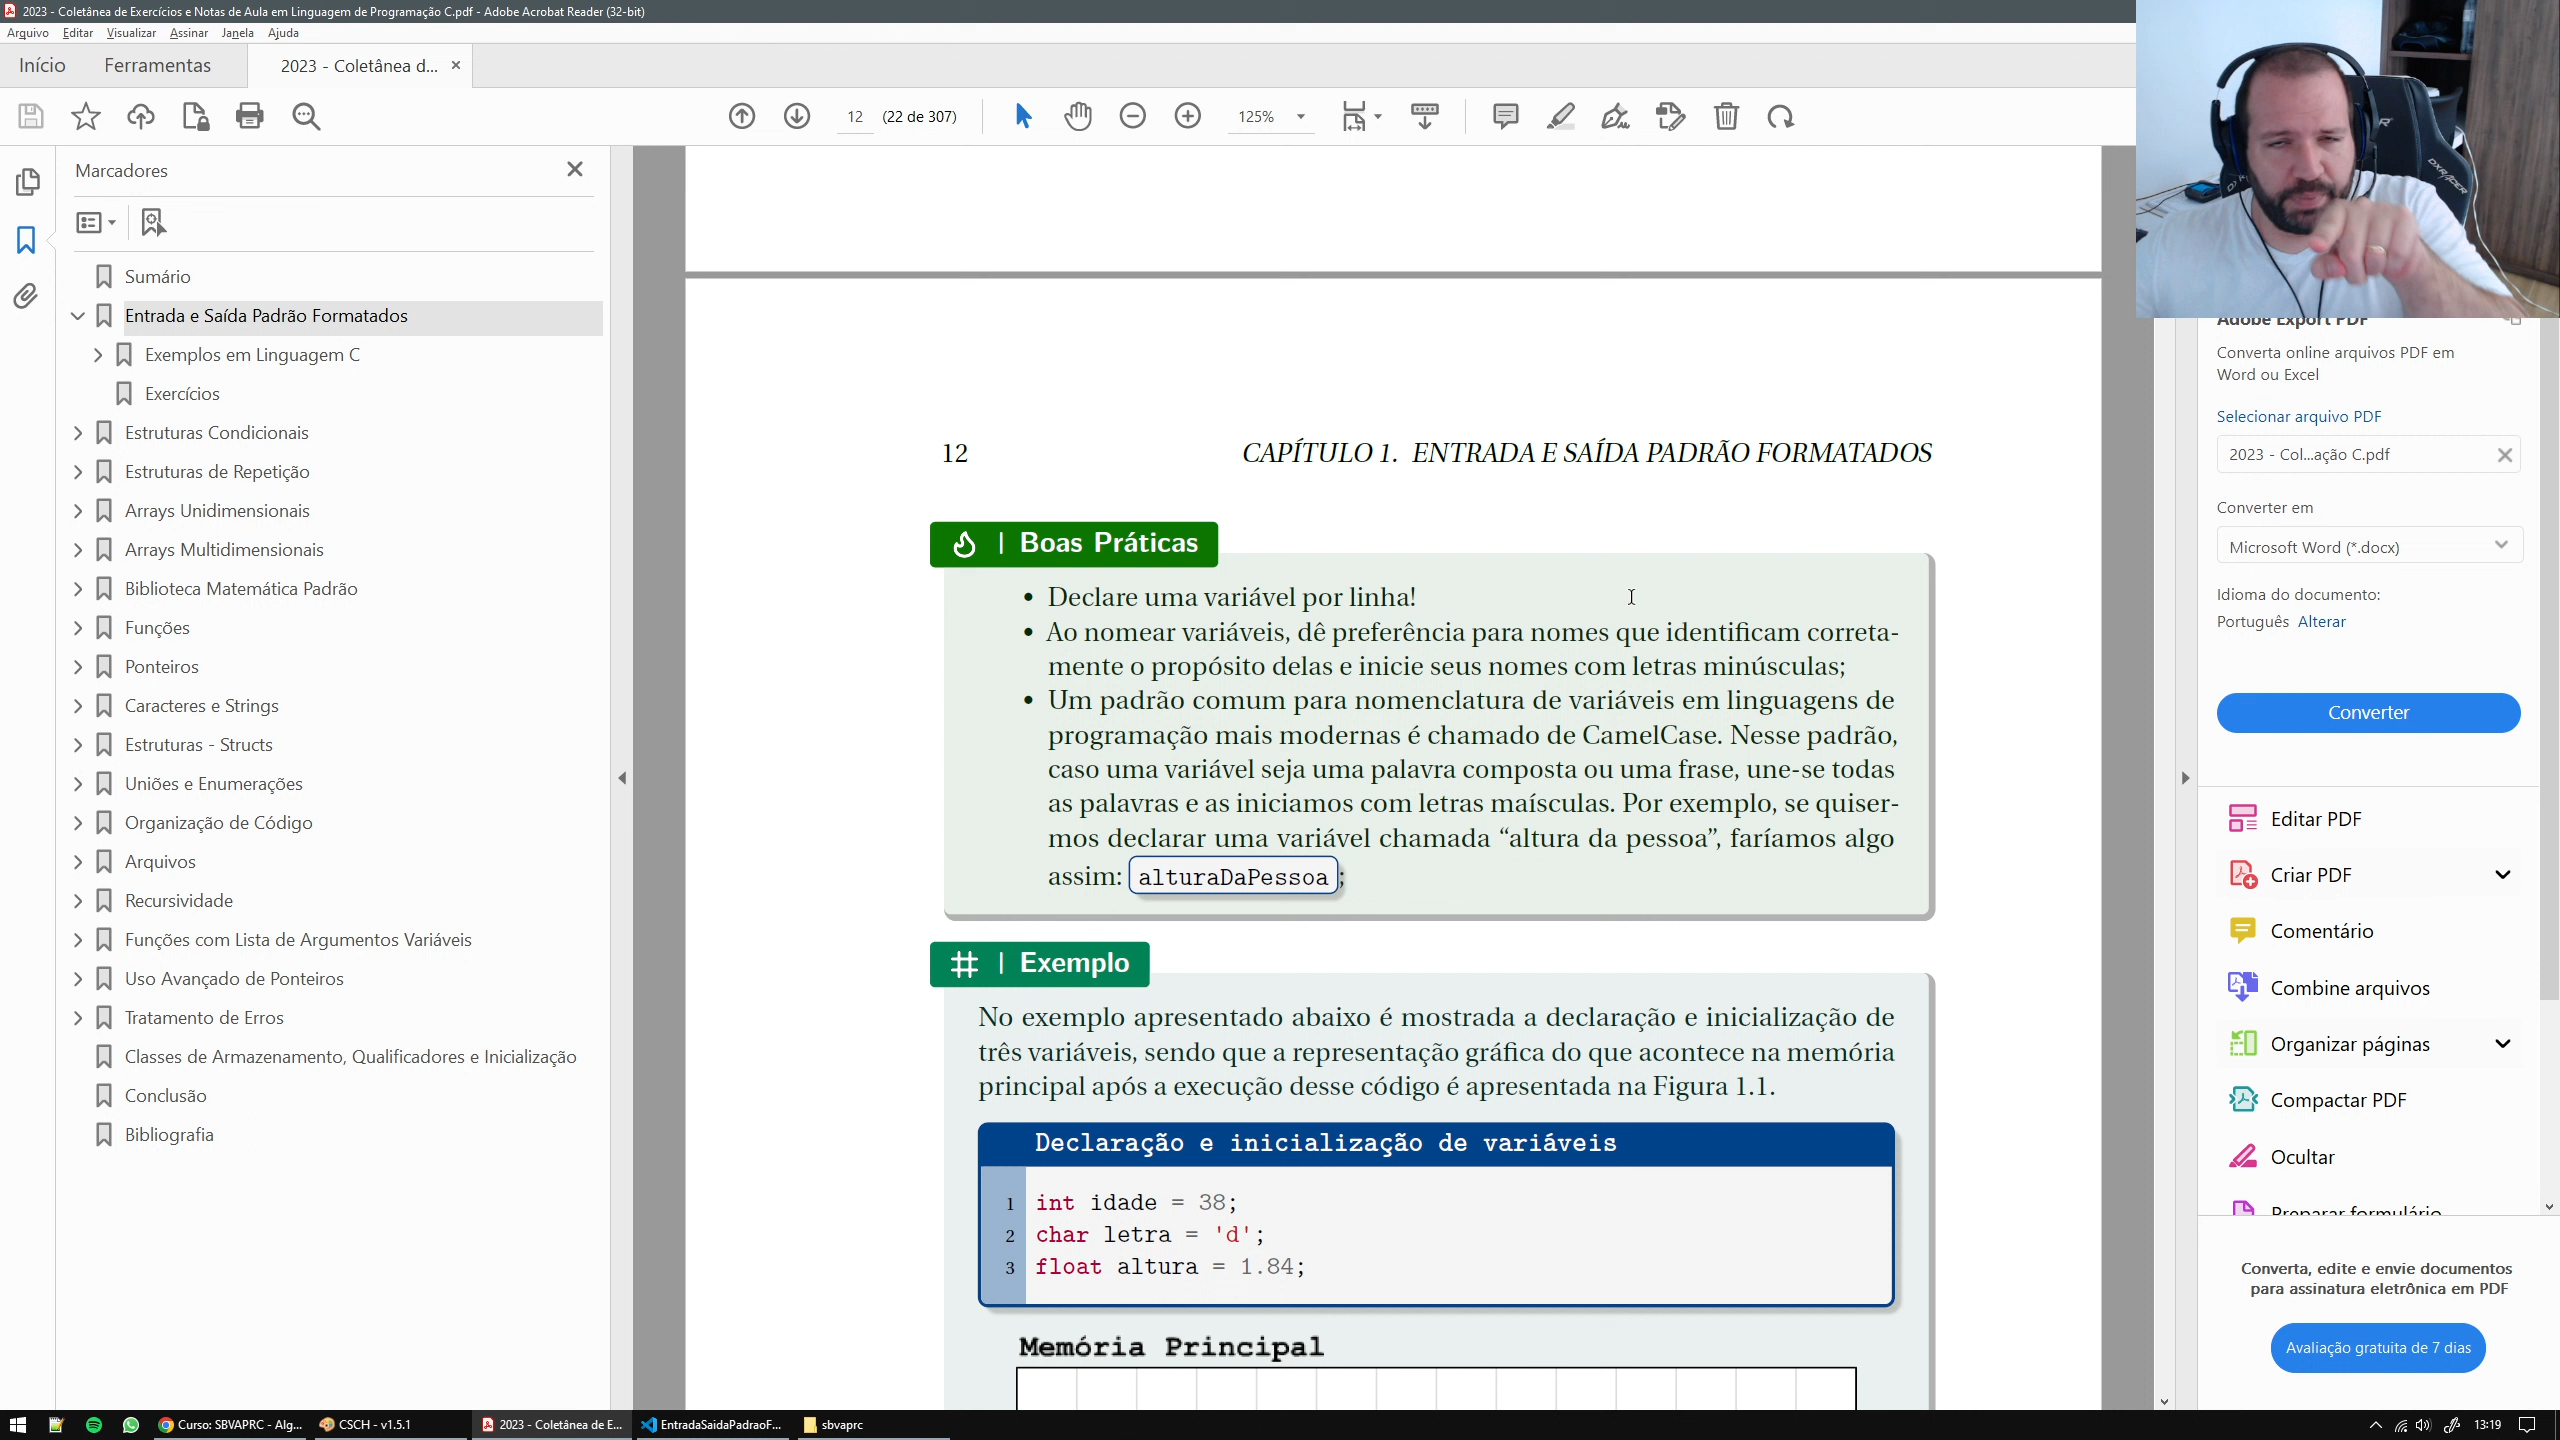 2023 - Coletânea de Exercícios e Notas de Aula em Linguagem de Programação C.pdf - Adobe Acrobat Reader (32-bit)
Arquivo Editar Visualizar Assinar Janela Ajuda
Início Ferramentas 2023 - Coletânea d...
12 (22 de 307) 125%
Marcadores
Sumário
Entrada e Saída Padrão Formatados
Exemplos em Linguagem C
Exercícios
Estruturas Condicionais
Estruturas de Repetição
Arrays Unidimensionais
Arrays Multidimensionais
Biblioteca Matemática Padrão
Funções
Ponteiros
Caracteres e Strings
Estruturas - Structs
Uniões e Enumerações
Organização de Código
Arquivos
Recursividade
Funções com Lista de Argumentos Variáveis
Uso Avançado de Ponteiros
Tratamento de Erros
Classes de Armazenamento, Qualificadores e Inicialização
Conclusão
Bibliografia
12 CAPÍTULO 1. ENTRADA E SAÍDA PADRÃO FORMATADOS
| Boas Práticas
• Declare uma variável por linha!
• Ao nomear variáveis, dê preferência para nomes que identificam correta-
mente o propósito delas e inicie seus nomes com letras minúsculas;
• Um padrão comum para nomenclatura de variáveis em linguagens de
programação mais modernas é chamado de CamelCase. Nesse padrão,
caso uma variável seja uma palavra composta ou uma frase, une-se todas
as palavras e as iniciamos com letras maísculas. Por exemplo, se quiser-
mos declarar uma variável chamada “altura da pessoa”, faríamos algo
assim: alturaDaPessoa;
# | Exemplo
No exemplo apresentado abaixo é mostrada a declaração e inicialização de
três variáveis, sendo que a representação gráfica do que acontece na memória
principal após a execução desse código é apresentada na Figura 1.1.
Declaração e inicialização de variáveis
1 int idade = 38;
2 char letra = 'd';
3 float altura = 1.84;
Memória Principal
DXRACER
Adobe Export PDF
Converta online arquivos PDF em
Word ou Excel
Selecionar arquivo PDF
2023 - Col...ação C.pdf
Converter em
Microsoft Word (*.docx)
Idioma do documento:
Português Alterar
Converter
Editar PDF
Criar PDF
Comentário
Combine arquivos
Organizar páginas
Compactar PDF
Ocultar
Preparar formulário
Converta, edite e envie documentos
para assinatura eletrônica em PDF
Avaliação gratuita de 7 dias
Curso: SBVAPRC - Alg... CSCH - v1.5.1 2023 - Coletânea de E... EntradaSaidaPadraoF... sbvaprc 13:19